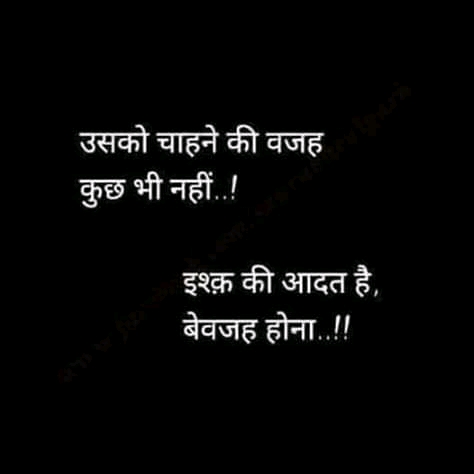 उसको चाहने की वजह
कुछ भी नहीं..!
इश्क़ की आदत है,
बेवजह होना..!!